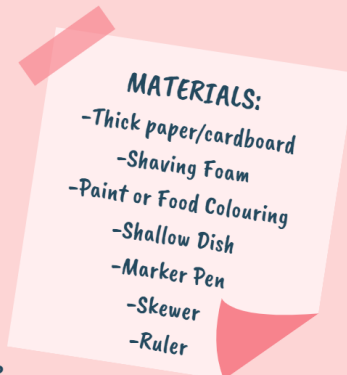 MATERIALS:
-Thick paper/cardboard
-Shaving Foam
-Paint or Food Colouring
-Shallow Dish
-Marker Pen
-Skewer
-Ruler